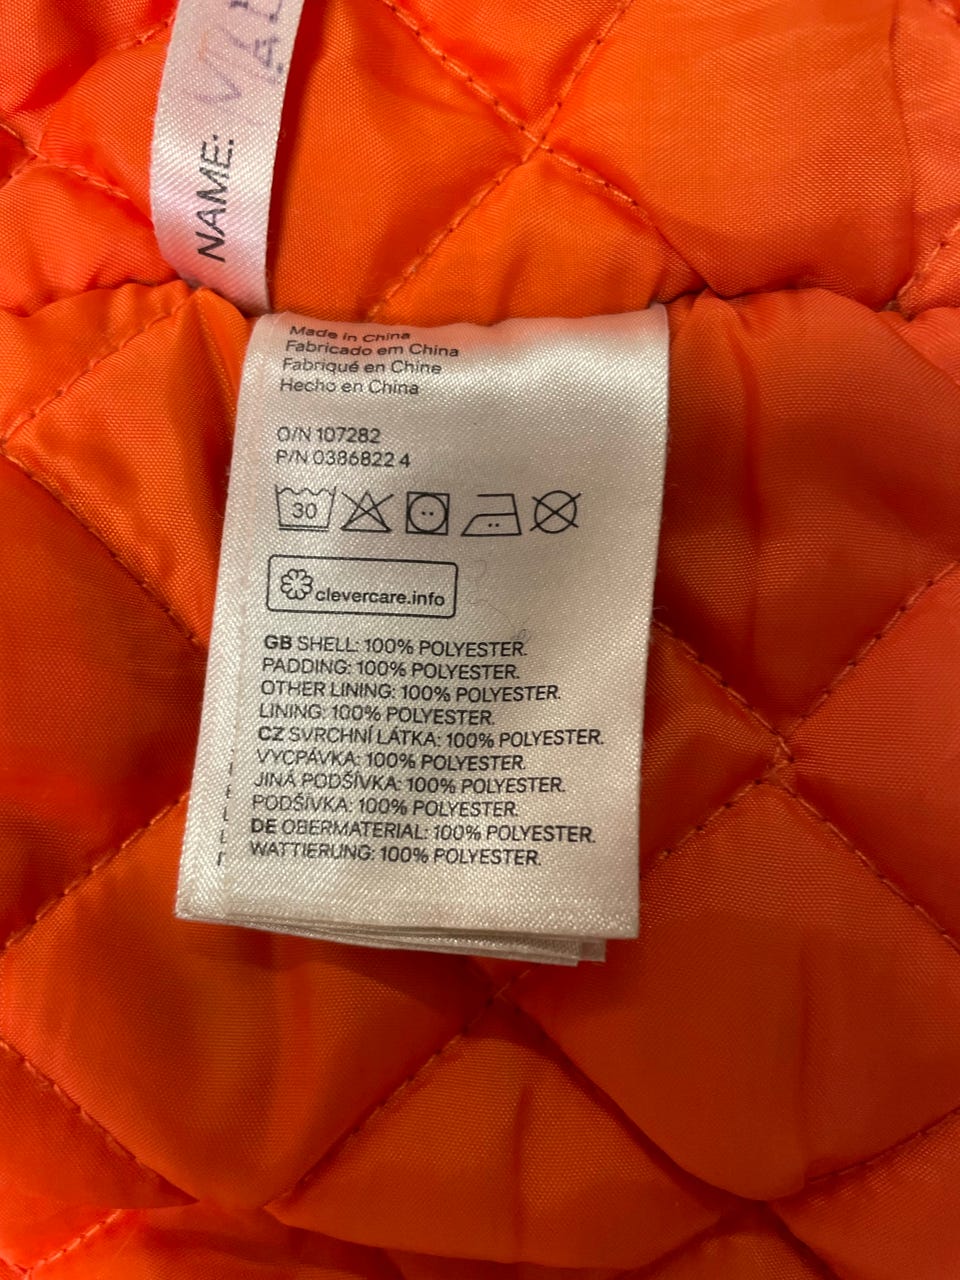 NAME:
Made in China
Fabricado em China
Fabriqué en Chine
Hecho en China
O/N 107282
P/N 0386822 4
30
clevercare.info
GB SHELL: 100% POLYESTER.
PADDING: 100% POLYESTER.
OTHER LINING: 100% POLYESTER.
LINING: 100% POLYESTER.
CZ SVRCHNÍ LÁTKA: 100% POLYESTER.
VYCPÁVKA: 100% POLYESTER.
JINÁ PODŠÍVKA: 100% POLYESTER.
PODŠÍVKA: 100% POLYESTER.
DE OBERMATERIAL: 100% POLYESTER.
WATTIERUNG: 100% POLYESTER.